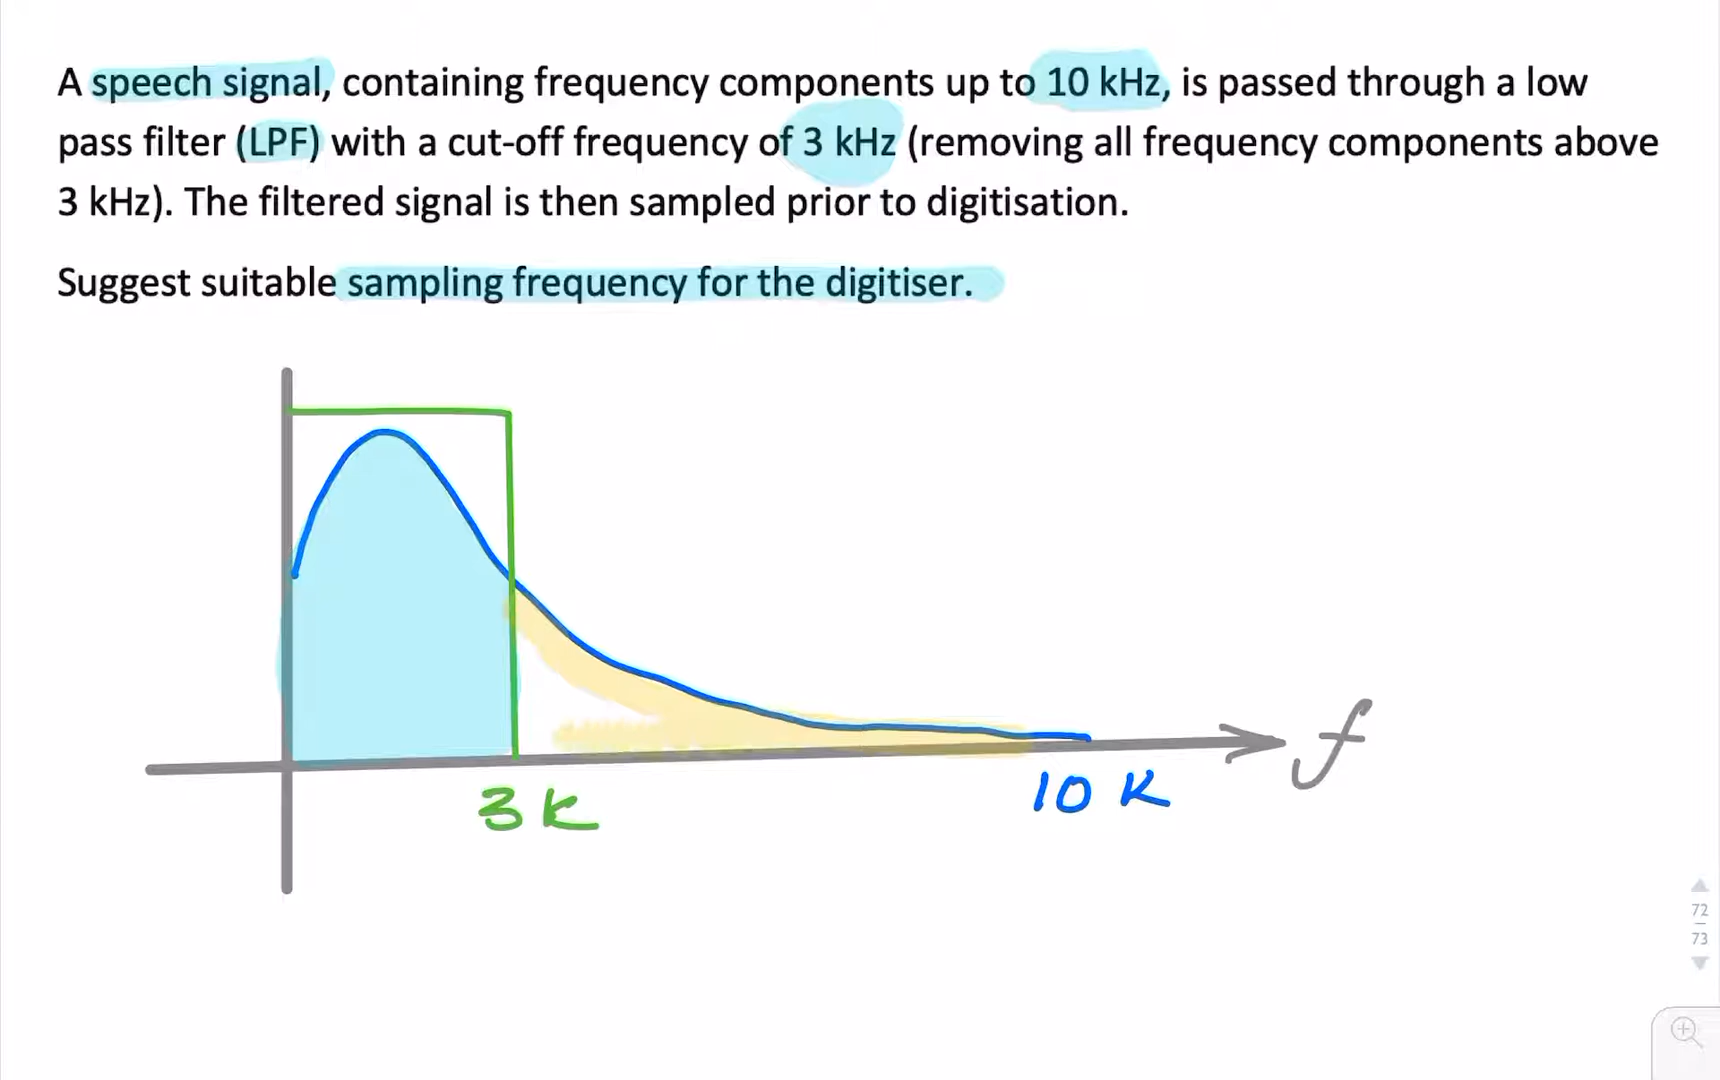 A speech signal, containing frequency components up to 10 kHz, is passed through a low
pass filter (LPF) with a cut-off frequency of 3 kHz (removing all frequency components above
3 kHz). The filtered signal is then sampled prior to digitisation.
Suggest suitable sampling frequency for the digitiser.
f
3 k
10 k
72
73